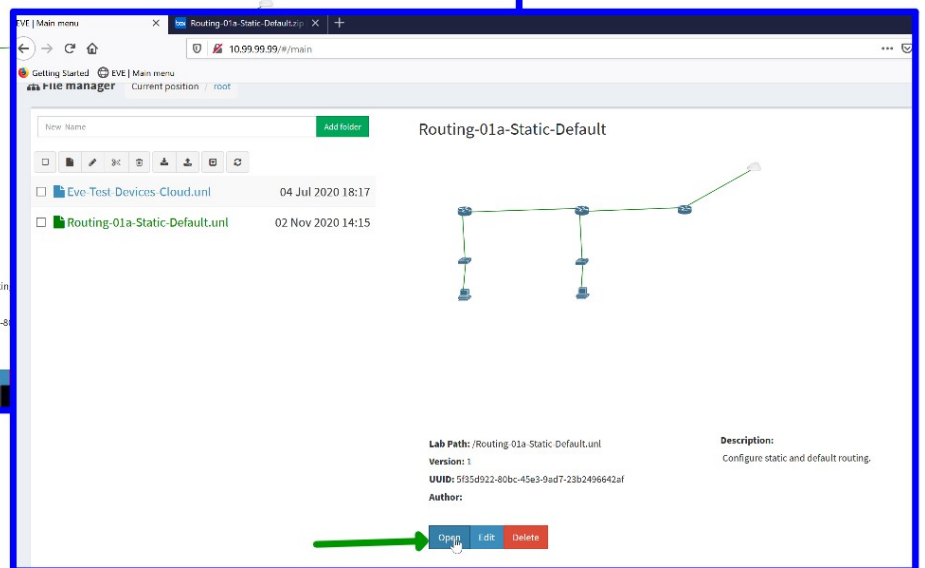 EVE | Main menu
Routing-01a-Static-Default.zip
10.99.99.99/#/main
Getting Started
EVE | Main menu
File manager
Current position / root
New Name
Add folder
Routing-01a-Static-Default
Eve-Test-Devices-Cloud.unl 04 Jul 2020 18:17
Routing-01a-Static-Default.unl 02 Nov 2020 14:15
Lab Path: /Routing-01a-Static-Default.unl
Version: 1
UUID: 5f35d922-80bc-45e3-9ad7-23b2496642af
Author:
Description:
Configure static and default routing.
Open Edit Delete